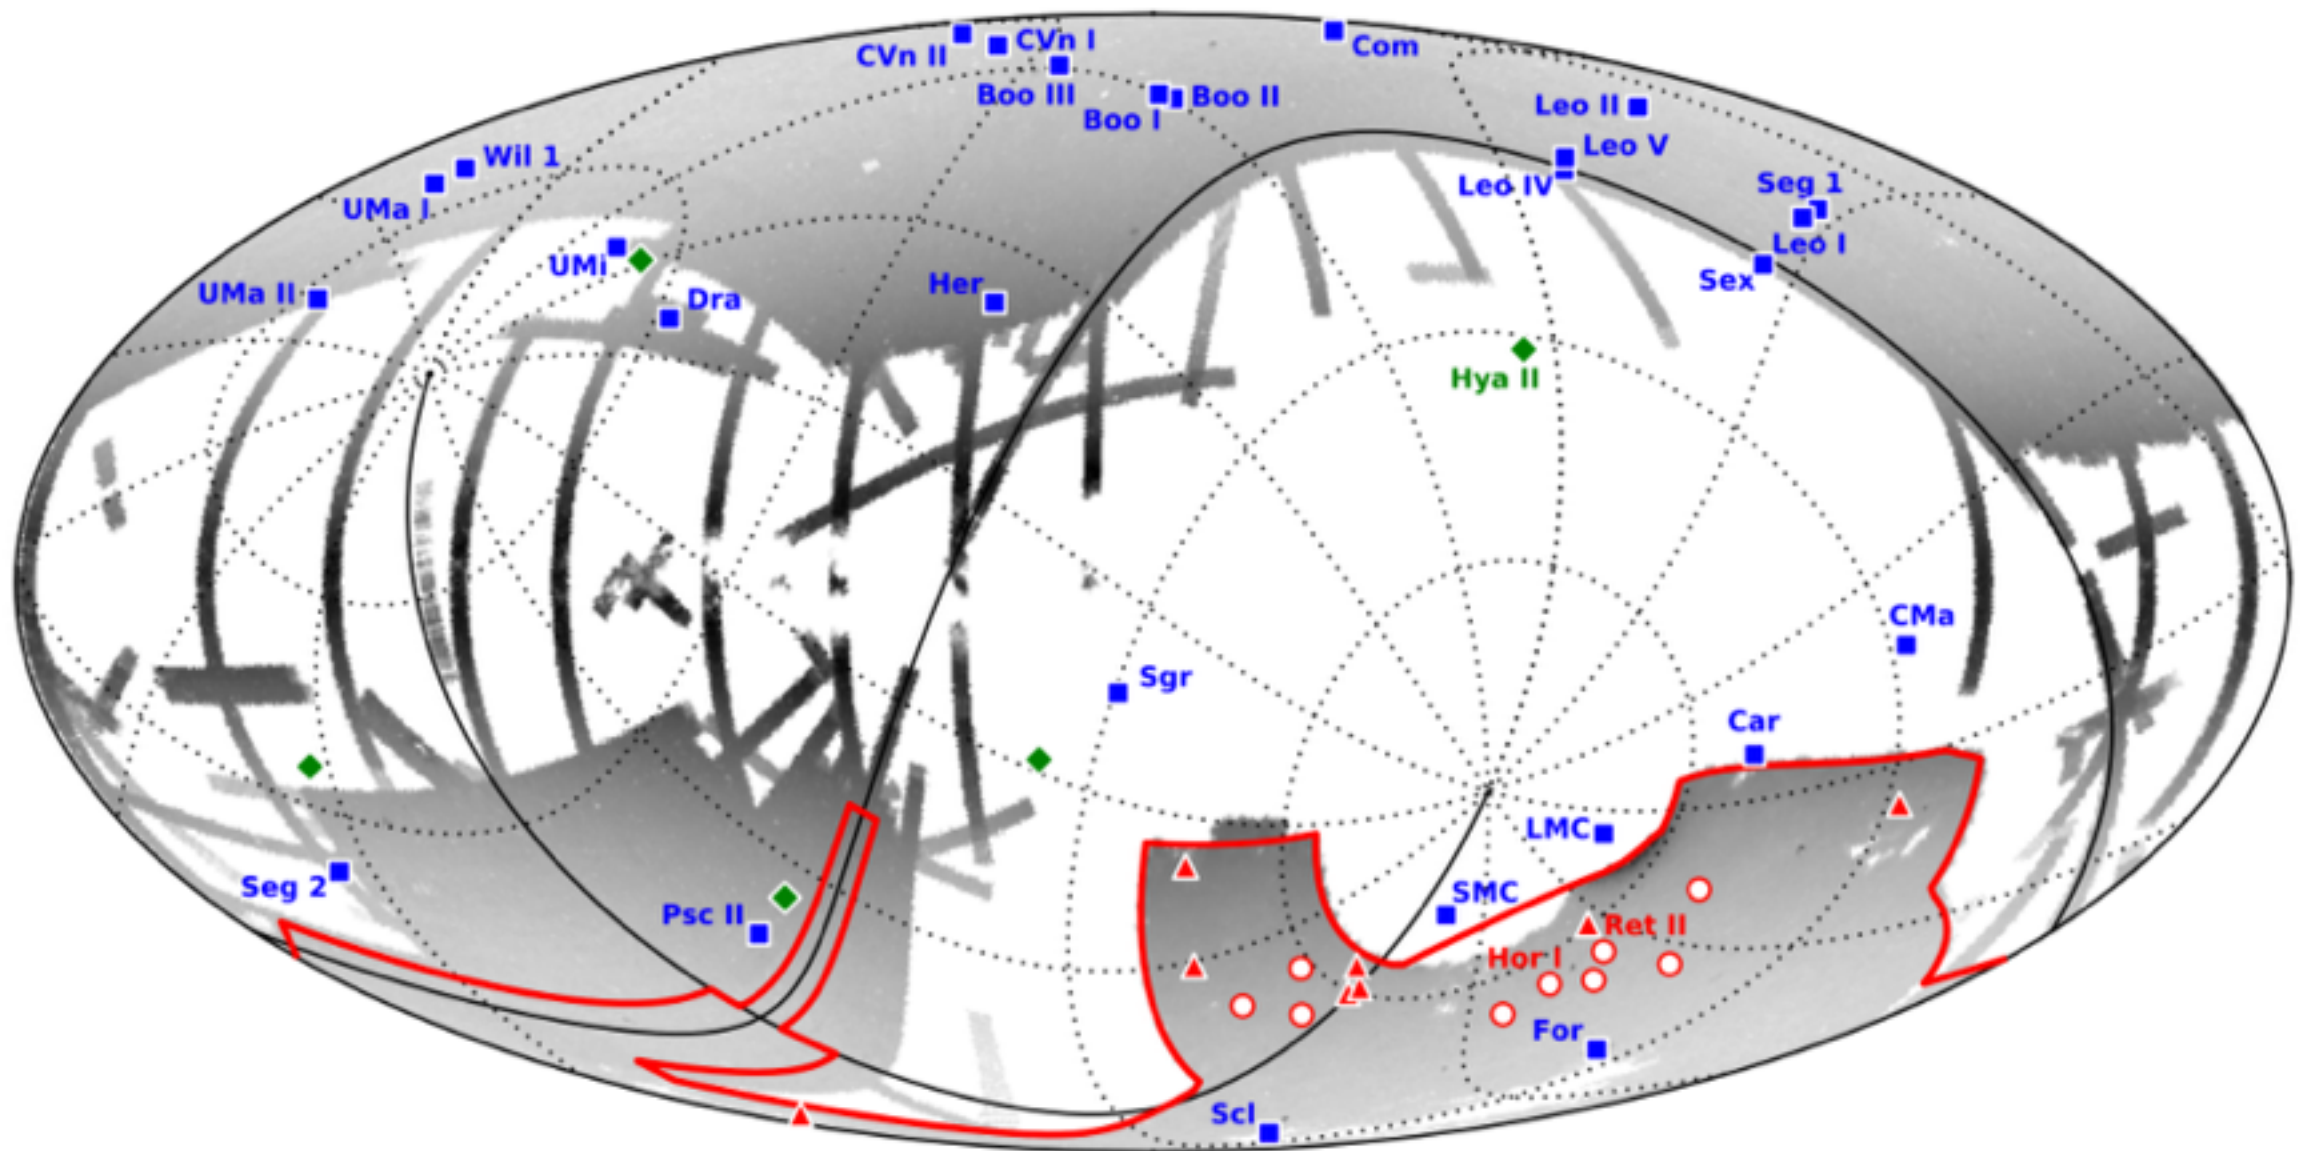 CVn I
Com
CVn II
Boo III
Boo II
Leo II
Boo I
Leo V
Wil 1
Leo IV
Seg 1
UMa I
Leo I
UMi
Sex
Her
UMa II
Dra
Hya II
CMa
Sgr
Car
LMC
Seg 2
SMC
Psc II
Ret II
Hor I
For
Scl